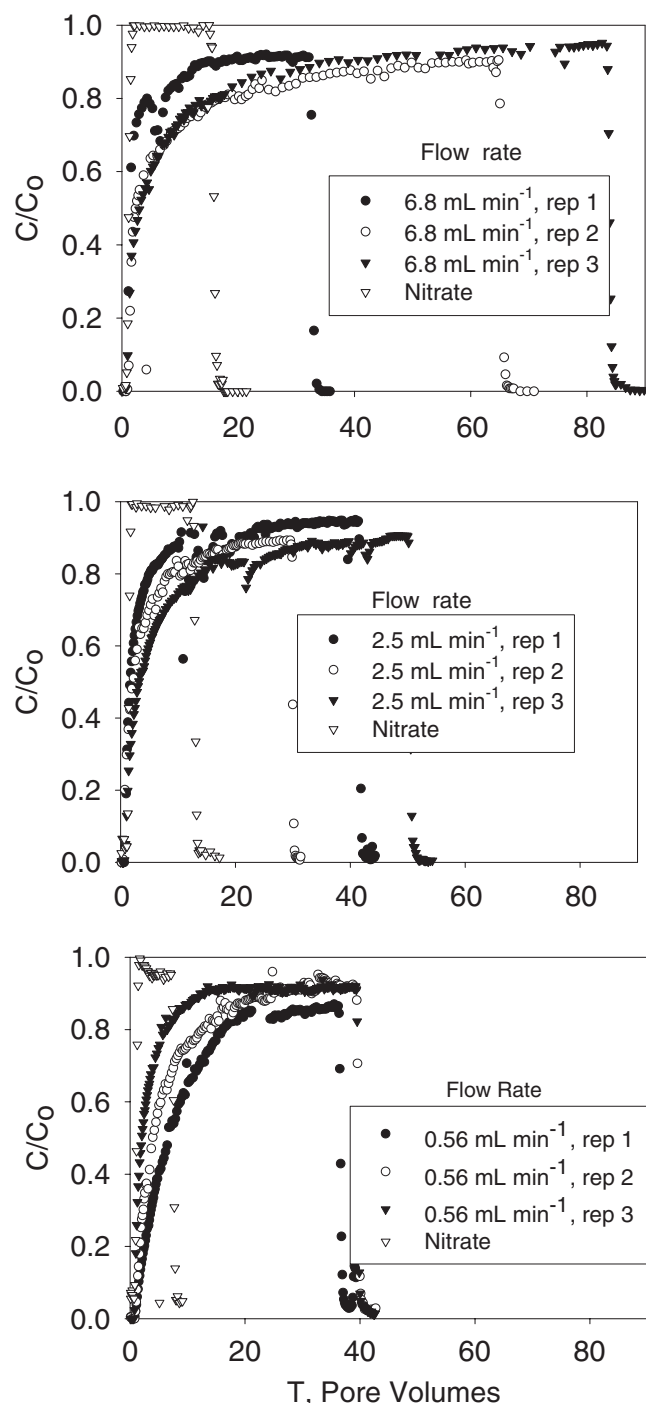 1.0
0.8
0.6
0.4
0.2
0.0
C/Co
Flow rate
6.8 mL min-1, rep 1
6.8 mL min-1, rep 2
6.8 mL min-1, rep 3
Nitrate
0 20 40 60 80
1.0
0.8
0.6
0.4
0.2
0.0
C/Co
Flow rate
2.5 mL min-1, rep 1
2.5 mL min-1, rep 2
2.5 mL min-1, rep 3
Nitrate
0 20 40 60 80
1.0
0.8
0.6
0.4
0.2
0.0
C/Co
Flow Rate
0.56 mL min-1, rep 1
0.56 mL min-1, rep 2
0.56 mL min-1, rep 3
Nitrate
0 20 40 60 80
T, Pore Volumes